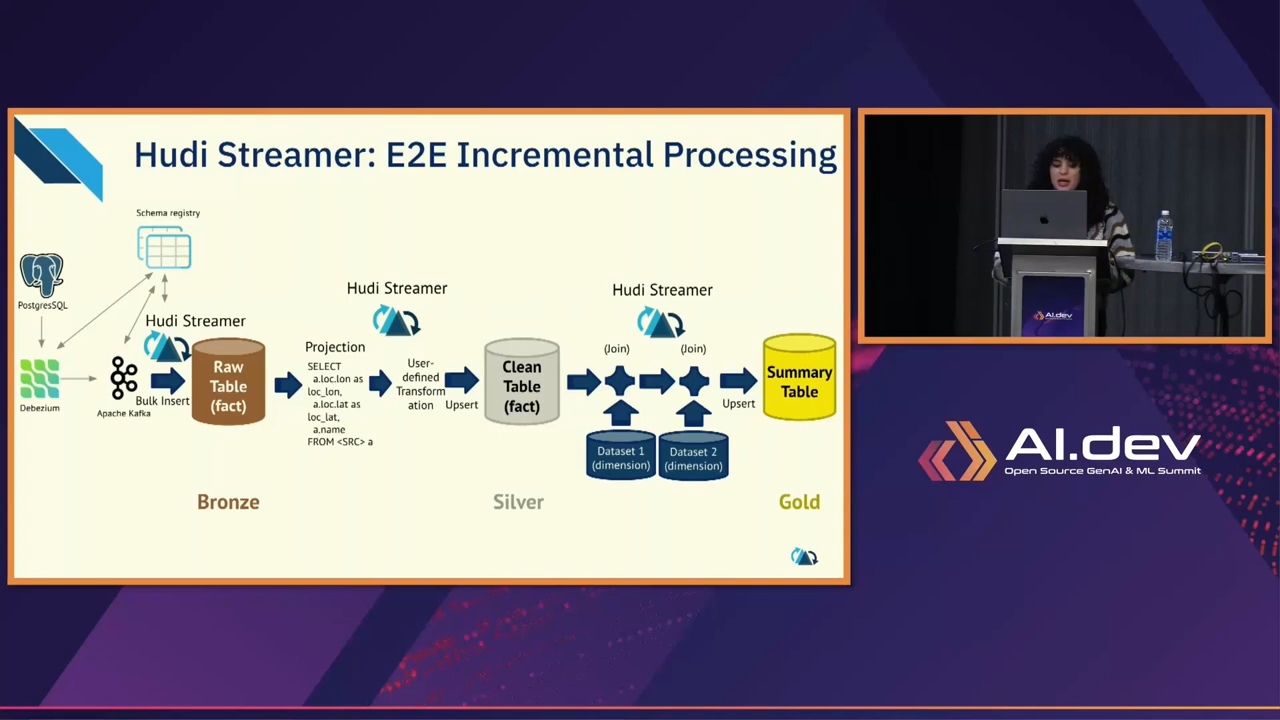 Hudi Streamer: E2E Incremental Processing
Schema registry
PostgresSQL
Debezium
Apache Kafka
Hudi Streamer
Bulk Insert
Raw
Table
(fact)
Bronze
Hudi Streamer
Projection
SELECT
a.loc.lon as
loc_lon,
a.loc.lat as
loc_lat,
a.name
FROM <SRC> a
User-
defined
Transform
ation
Upsert
Clean
Table
(fact)
Silver
Hudi Streamer
(Join)
(Join)
Dataset 1
(dimension)
Dataset 2
(dimension)
Upsert
Summary
Table
Gold
AI.dev
AI.dev
Open Source GenAI & ML Summit